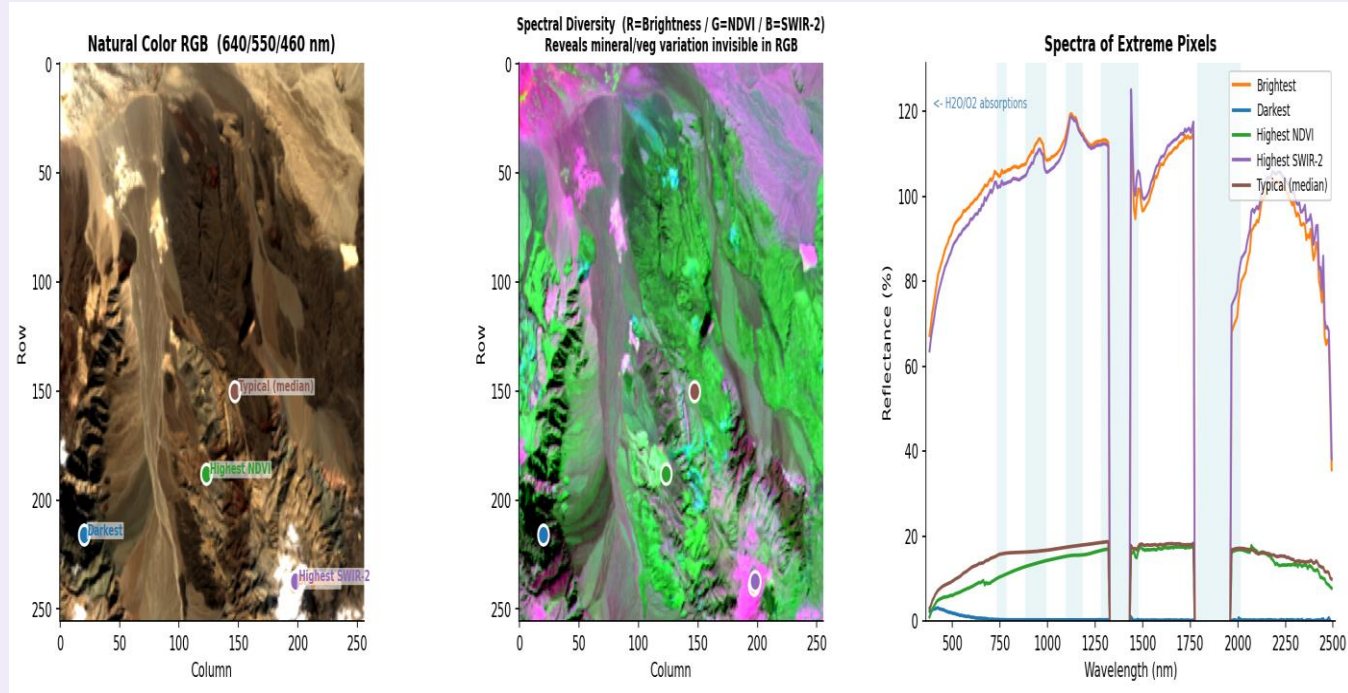 Natural Color RGB (640/550/460 nm)
0
50
100
150
200
250
Row
0
50
100
150
200
250
Column
Typical (median)
Highest NDVI
Darkest
Highest SWIR-2
Spectral Diversity (R=Brightness / G=NDVI / B=SWIR-2)
Reveals mineral/veg variation invisible in RGB
0
50
100
150
200
250
Row
0
50
100
150
200
250
Column
Spectra of Extreme Pixels
<- H2O/O2 absorptions
Brightest
Darkest
Highest NDVI
Highest SWIR-2
Typical (median)
120
100
80
60
40
20
0
Reflectance (%)
500
750
1000
1250
1500
1750
2000
2250
2500
Wavelength (nm)